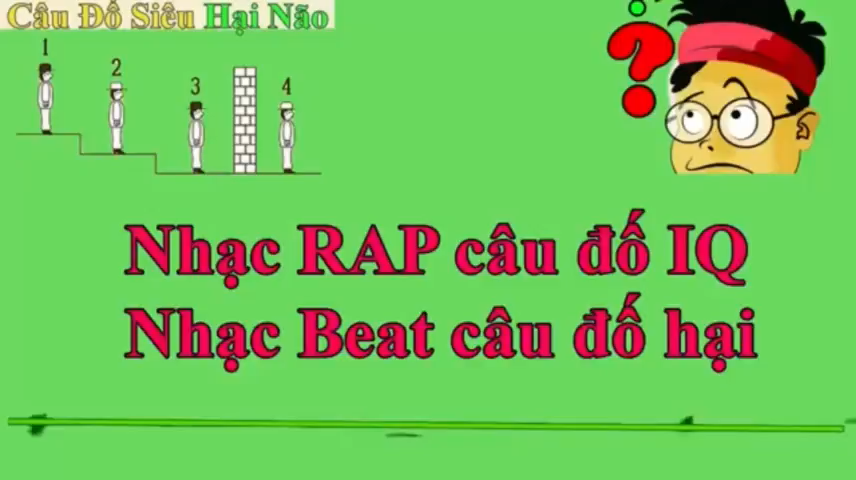 Câu Đố Siêu Hại Não
1
2
3
4
?
Nhạc RAP câu đố IQ
Nhạc Beat câu đố hại